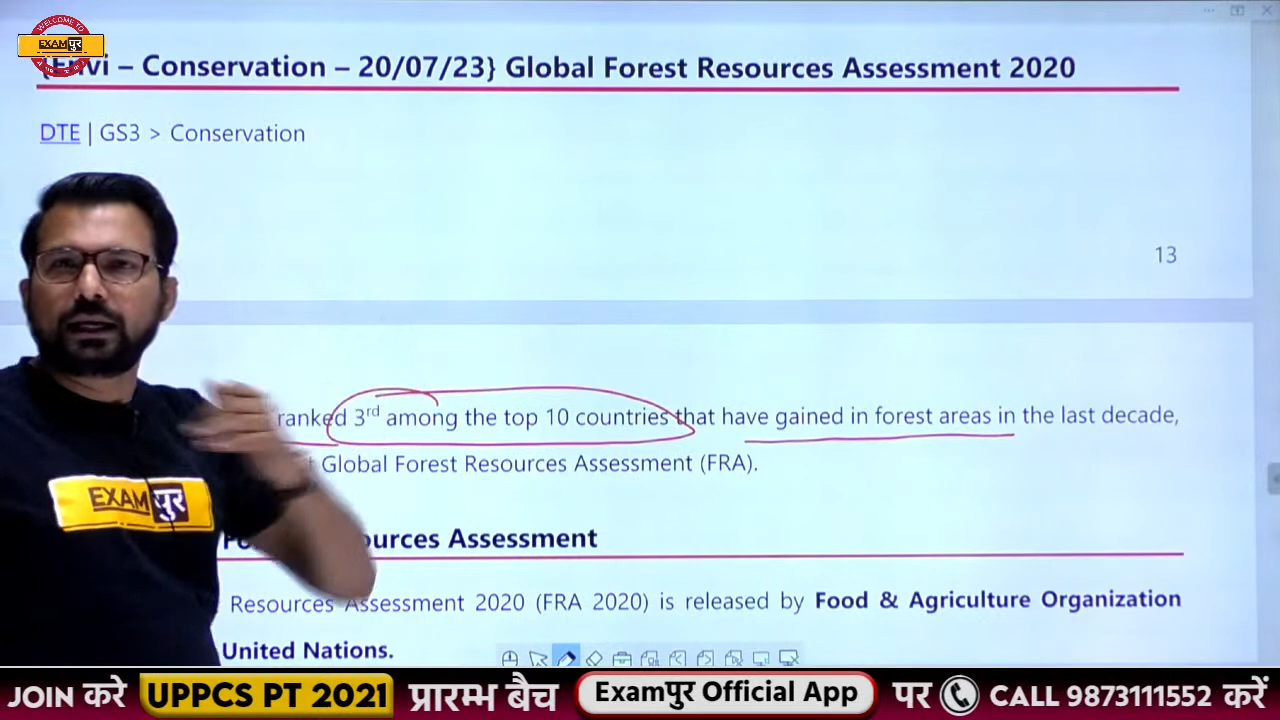 WELCOME TO
EXAMपुर
– Conservation – 20/07/23} Global Forest Resources Assessment 2020
DTE | GS3 > Conservation
13
ranked 3rd among the top 10 countries that have gained in forest areas in the last decade,
Global Forest Resources Assessment (FRA).
EXAMपुर
Assessment
Resources Assessment 2020 (FRA 2020) is released by Food & Agriculture Organization
United Nations.
JOIN करे UPPCS PT 2021 प्रारम्भ बैच Examपुर Official App पर CALL 9873111552 करें